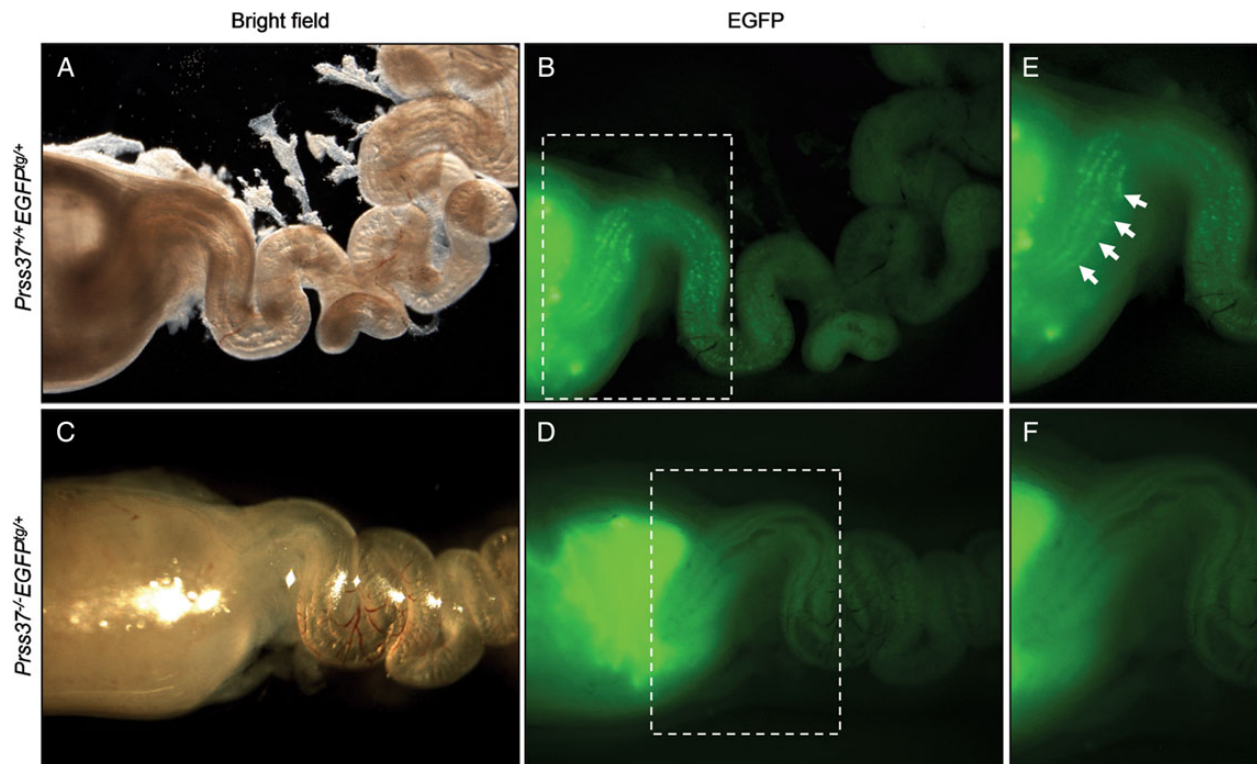 Bright field
EGFP
A
B
E
Prss37+/+EGFPtg/+
C
D
F
Prss37-/-EGFPtg/+